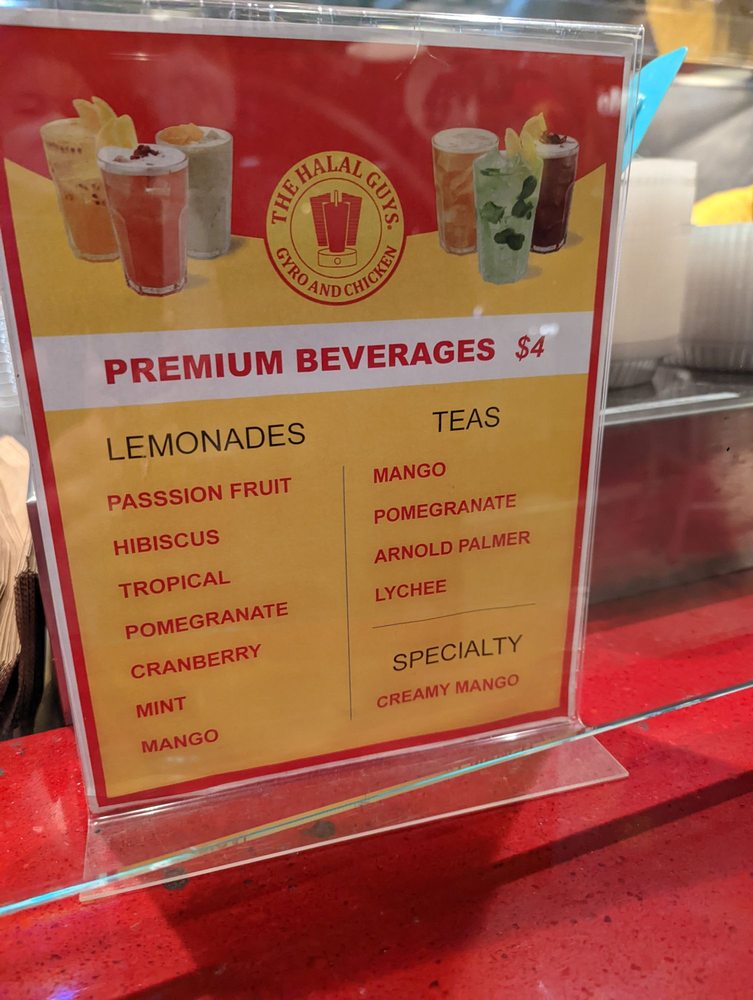 THE HALAL GUYS®
GYRO AND CHICKEN
PREMIUM BEVERAGES $4
LEMONADES
PASSSION FRUIT
HIBISCUS
TROPICAL
POMEGRANATE
CRANBERRY
MINT
MANGO
TEAS
MANGO
POMEGRANATE
ARNOLD PALMER
LYCHEE
SPECIALTY
CREAMY MANGO